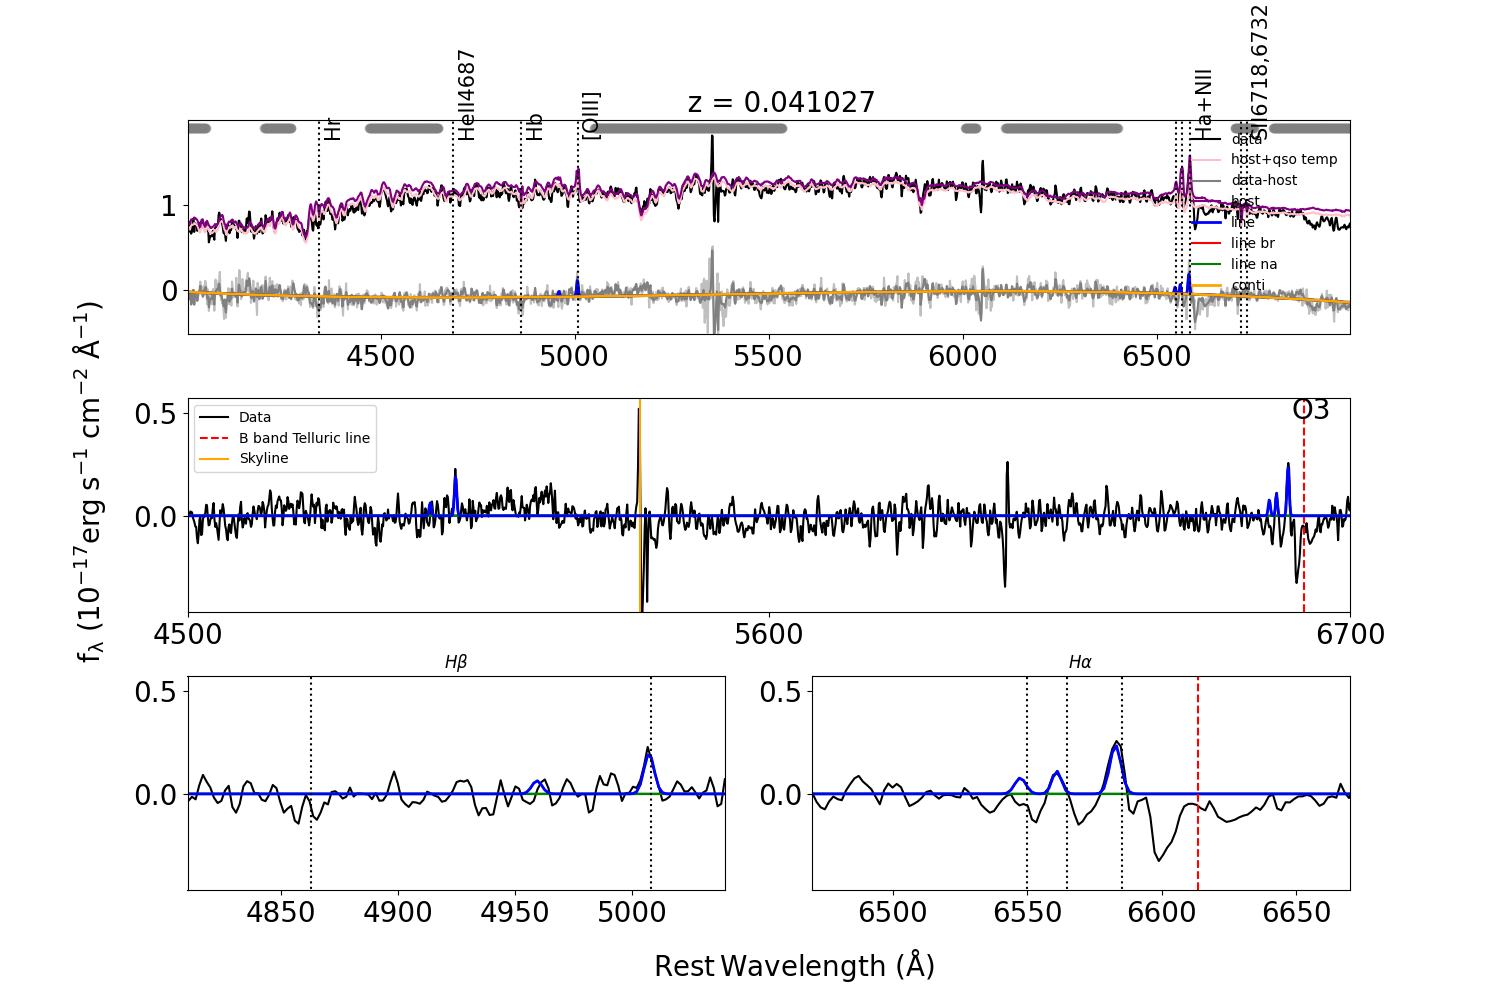 z = 0.041027
Hr
HeII4687
Hb
[OIII]
Ha+NII
SII6718,6732
data
host+qso temp
data-host
host
line
line br
line na
conti
1
0
4500
5000
5500
6000
6500
f_λ (10⁻¹⁷erg s⁻¹ cm⁻² Å⁻¹)
Data
B band Telluric line
Skyline
O3
0.5
0.0
4500
5600
6700
Hβ
0.5
0.0
4850
4900
4950
5000
Hα
0.5
0.0
6500
6550
6600
6650
Rest Wavelength (Å)